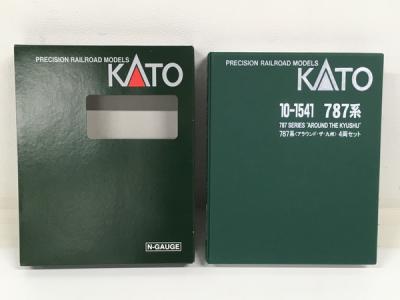 PRECISION RAILROAD MODELS
KATO
N-GAUGE
PRECISION RAILROAD MODELS
KATO
10-1541 787系
787 SERIES "AROUND THE KYUSHU"
787系〈アラウンド・ザ・九州〉4両セット